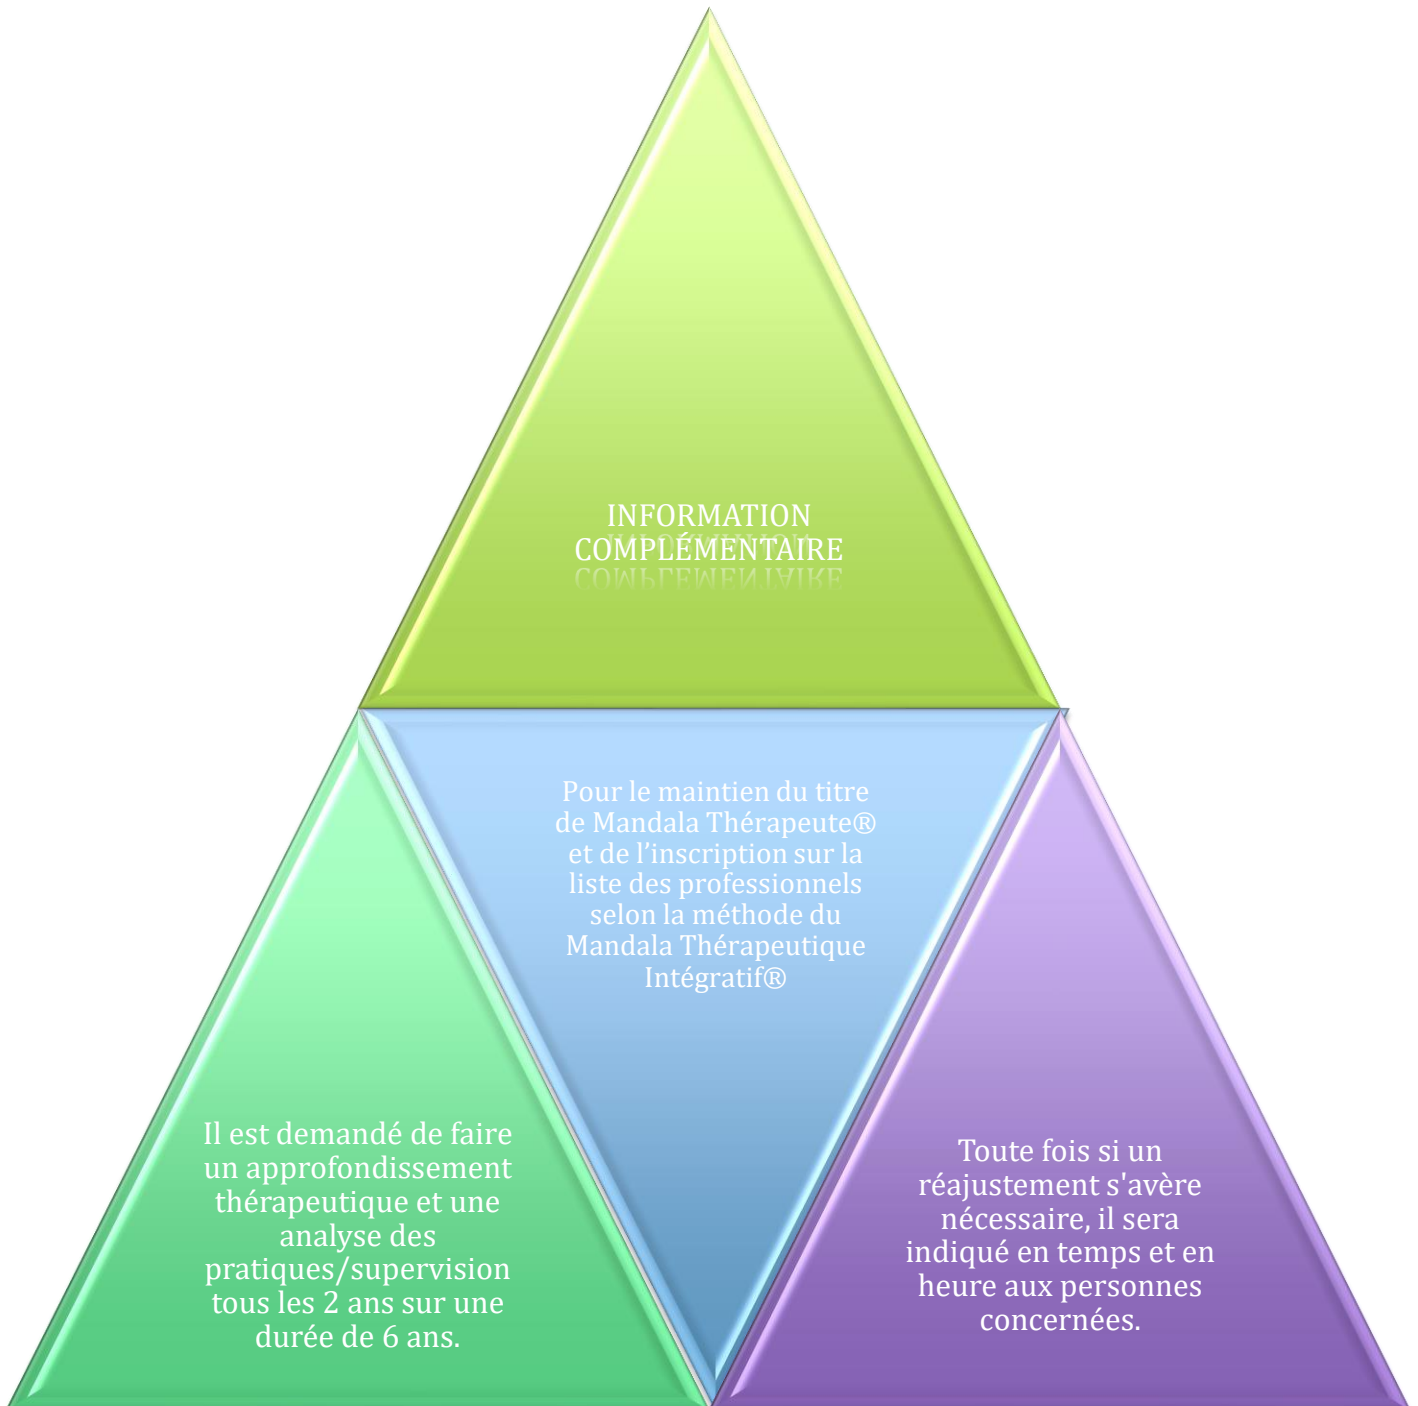 INFORMATION
COMPLÉMENTAIRE
Pour le maintien du titre
de Mandala Thérapeute®
et de l’inscription sur la
liste des professionnels
selon la méthode du
Mandala Thérapeutique
Intégratif®
Il est demandé de faire
un approfondissement
thérapeutique et une
analyse des
pratiques/supervision
tous les 2 ans sur une
durée de 6 ans.
Toute fois si un
réajustement s'avère
nécessaire, il sera
indiqué en temps et en
heure aux personnes
concernées.